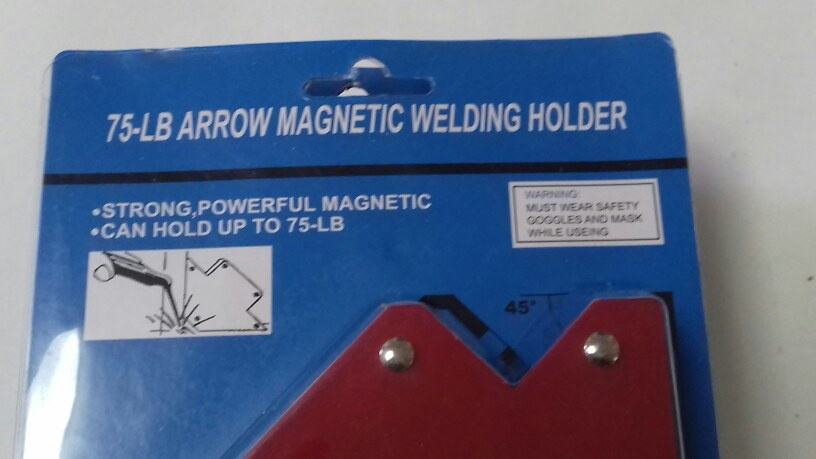 75-LB ARROW MAGNETIC WELDING HOLDER
•STRONG,POWERFUL MAGNETIC
•CAN HOLD UP TO 75-LB
WARNING:
MUST WEAR SAFETY
GOGGLES AND MASK
WHILE USEING
45°